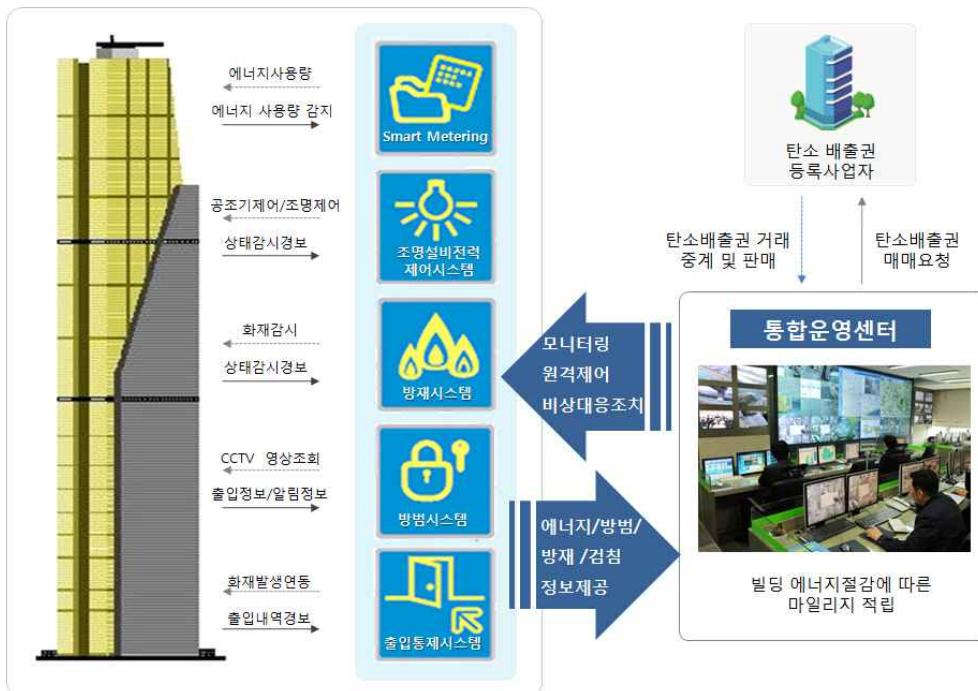 에너지사용량
에너지 사용량 감지
Smart Metering
공조기제어/조명제어
상태감시경보
조명설비전력
제어시스템
화재감시
상태감시경보
방재시스템
CCTV 영상조회
출입정보/알림정보
방범시스템
화재발생연동
출입내역경보
출입통제시스템
모니터링
원격제어
비상대응조치
에너지/방범/
방재 /검침
정보제공
탄소 배출권
등록사업자
탄소배출권 거래
중계 및 판매
탄소배출권
매매요청
통합운영센터
빌딩 에너지절감에 따른
마일리지 적립